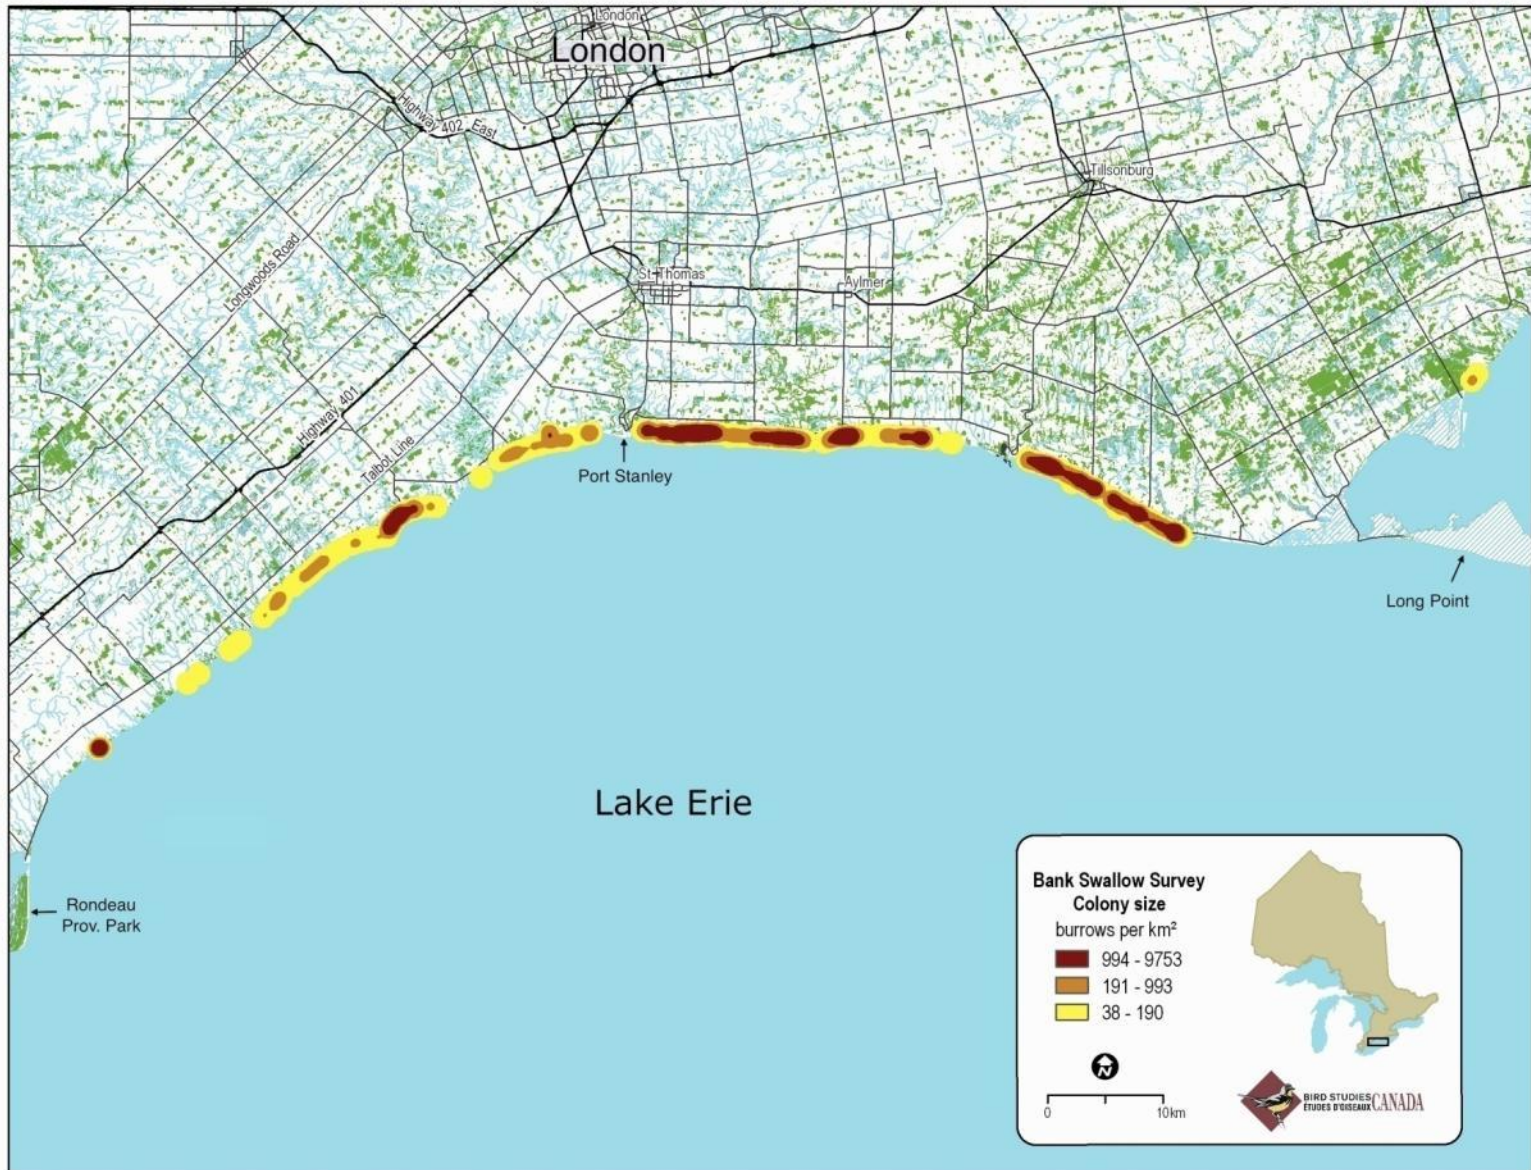 London
London
Highway 402 East
Tillsonburg
Longwoods Road
St. Thomas
Aylmer
Highway 401
Talbot Line
Port Stanley
Long Point
Lake Erie
Rondeau
Prov. Park
Bank Swallow Survey
Colony size
burrows per km²
994 - 9753
191 - 993
38 - 190
N
0 10km
BIRD STUDIES
ÉTUDES D'OISEAUX CANADA